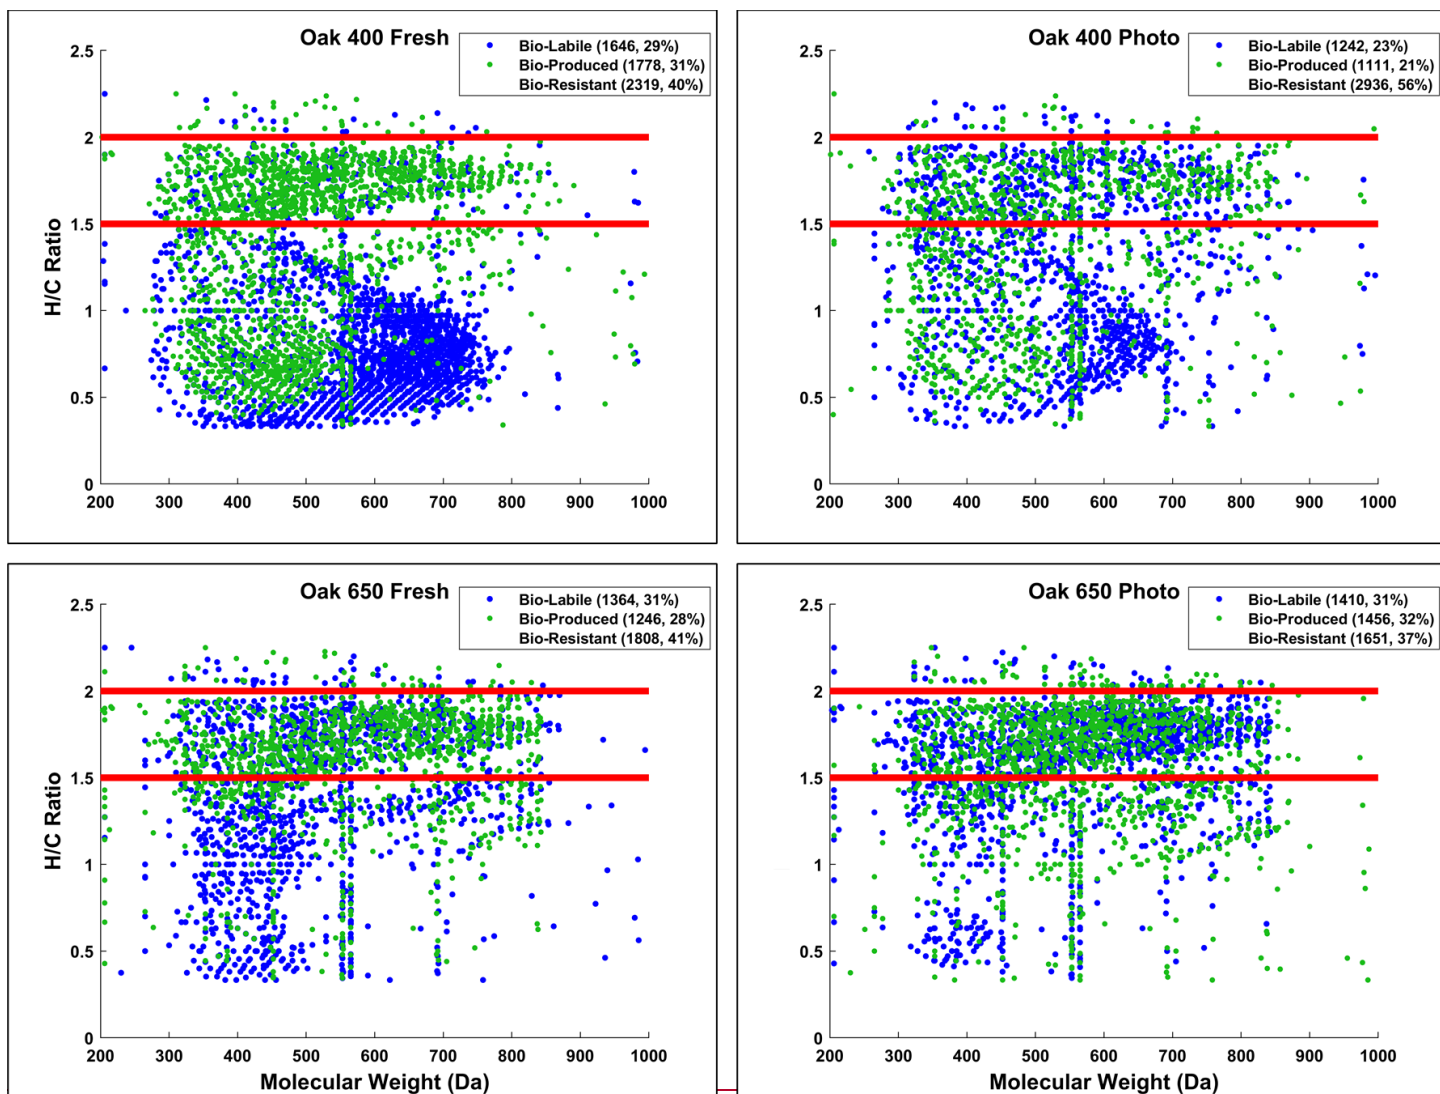 Oak 400 Fresh
Bio-Labile (1646, 29%)
Bio-Produced (1778, 31%)
Bio-Resistant (2319, 40%)
H/C Ratio
2.5
2
1.5
1
0.5
0
200 300 400 500 600 700 800 900 1000
Oak 400 Photo
Bio-Labile (1242, 23%)
Bio-Produced (1111, 21%)
Bio-Resistant (2936, 56%)
2.5
2
1.5
1
0.5
0
200 300 400 500 600 700 800 900 1000
Oak 650 Fresh
Bio-Labile (1364, 31%)
Bio-Produced (1246, 28%)
Bio-Resistant (1808, 41%)
H/C Ratio
2.5
2
1.5
1
0.5
0
200 300 400 500 600 700 800 900 1000
Molecular Weight (Da)
Oak 650 Photo
Bio-Labile (1410, 31%)
Bio-Produced (1456, 32%)
Bio-Resistant (1651, 37%)
2.5
2
1.5
1
0.5
0
200 300 400 500 600 700 800 900 1000
Molecular Weight (Da)